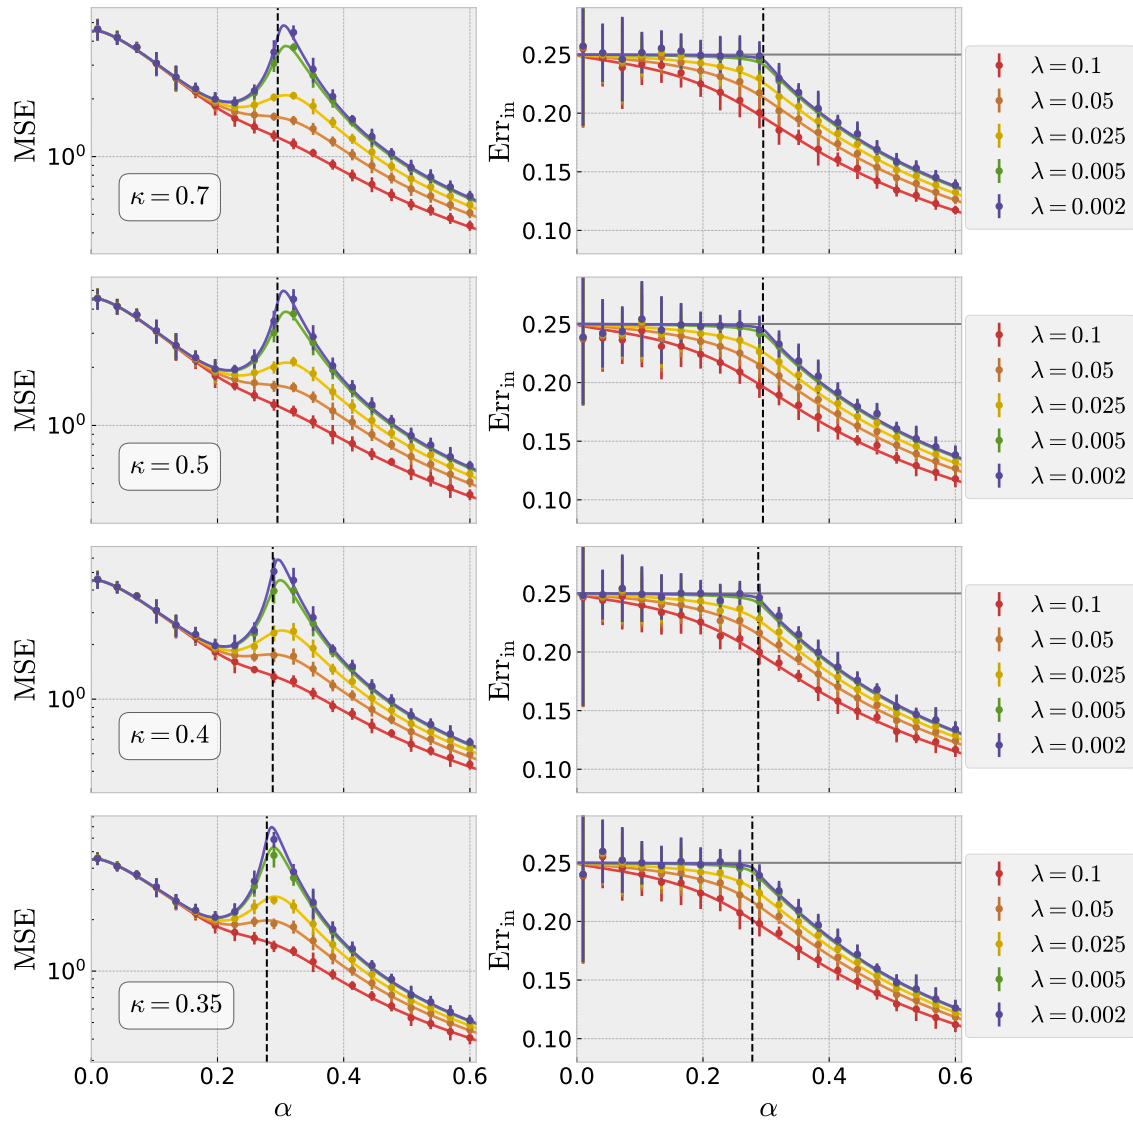 MSE
10⁰
κ = 0.7
Err_in
0.25
0.20
0.15
0.10
λ = 0.1
λ = 0.05
λ = 0.025
λ = 0.005
λ = 0.002
MSE
10⁰
κ = 0.5
Err_in
0.25
0.20
0.15
0.10
λ = 0.1
λ = 0.05
λ = 0.025
λ = 0.005
λ = 0.002
MSE
10⁰
κ = 0.4
Err_in
0.25
0.20
0.15
0.10
λ = 0.1
λ = 0.05
λ = 0.025
λ = 0.005
λ = 0.002
MSE
10⁰
κ = 0.35
0.0 0.2 0.4 0.6
α
Err_in
0.25
0.20
0.15
0.10
0.0 0.2 0.4 0.6
α
λ = 0.1
λ = 0.05
λ = 0.025
λ = 0.005
λ = 0.002